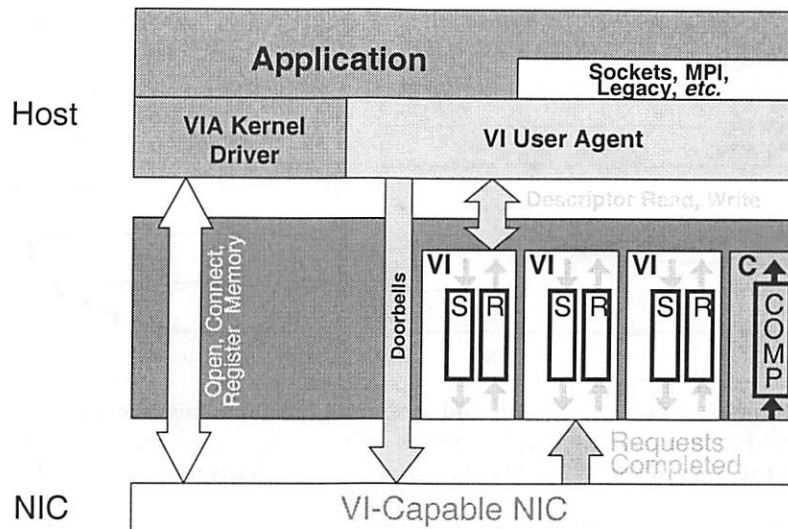 Application
Sockets, MPI,
Legacy, etc.
Host
VIA Kernel
Driver
VI User Agent
Descriptor Read, Write
Open, Connect,
Register Memory
Doorbells
VI
S
R
VI
S
R
VI
S
R
C
COMP
Requests
Completed
NIC
VI-Capable NIC